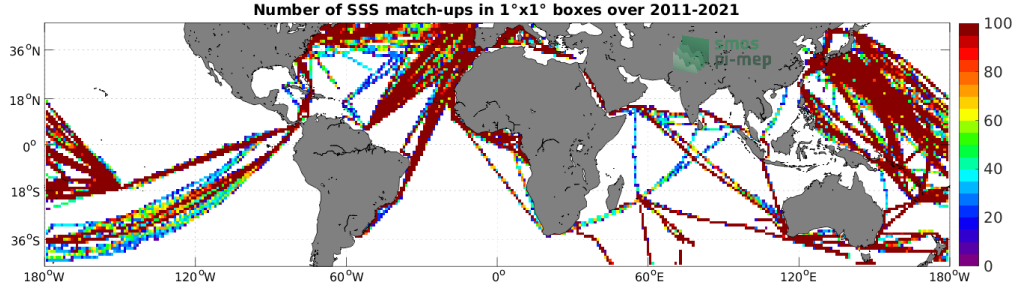 Number of SSS match-ups in 1°x1° boxes over 2011-2021
36°N
18°N
0°
18°S
36°S
180°W 120°W 60°W 0° 60°E 120°E 180°W
100
80
60
40
20
0
smos
pi-mep